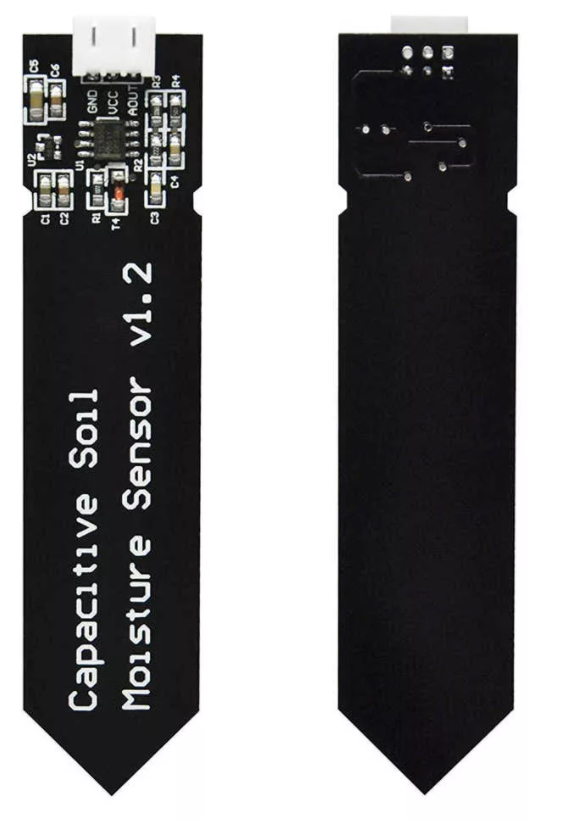 C5
C6
GND
VCC
AOUT
R3
R4
U2
U1
R2
C4
C1
C2
R1
T4
C3
Capacitive Soil
Moisture Sensor v1.2